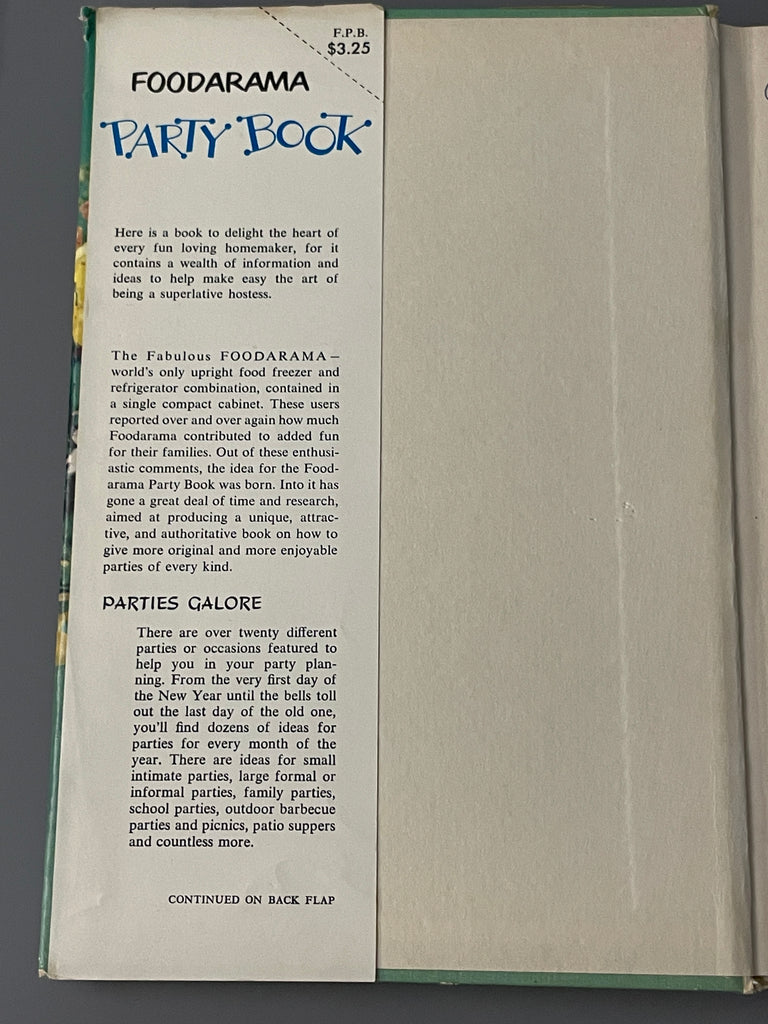 F.P.B.
$3.25
FOODARAMA
PARTY BOOK
Here is a book to delight the heart of
every fun loving homemaker, for it
contains a wealth of information and
ideas to help make easy the art of
being a superlative hostess.
The Fabulous FOODARAMA—
world's only upright food freezer and
refrigerator combination, contained in
a single compact cabinet. These users
reported over and over again how much
Foodarama contributed to added fun
for their families. Out of these enthusi-
astic comments, the idea for the Food-
arama Party Book was born. Into it has
gone a great deal of time and research,
aimed at producing a unique, attrac-
tive, and authoritative book on how to
give more original and more enjoyable
parties of every kind.
PARTIES GALORE
There are over twenty different
parties or occasions featured to
help you in your party plan-
ning. From the very first day of
the New Year until the bells toll
out the last day of the old one,
you'll find dozens of ideas for
parties for every month of the
year. There are ideas for small
intimate parties, large formal or
informal parties, family parties,
school parties, outdoor barbecue
parties and picnics, patio suppers
and countless more.
CONTINUED ON BACK FLAP